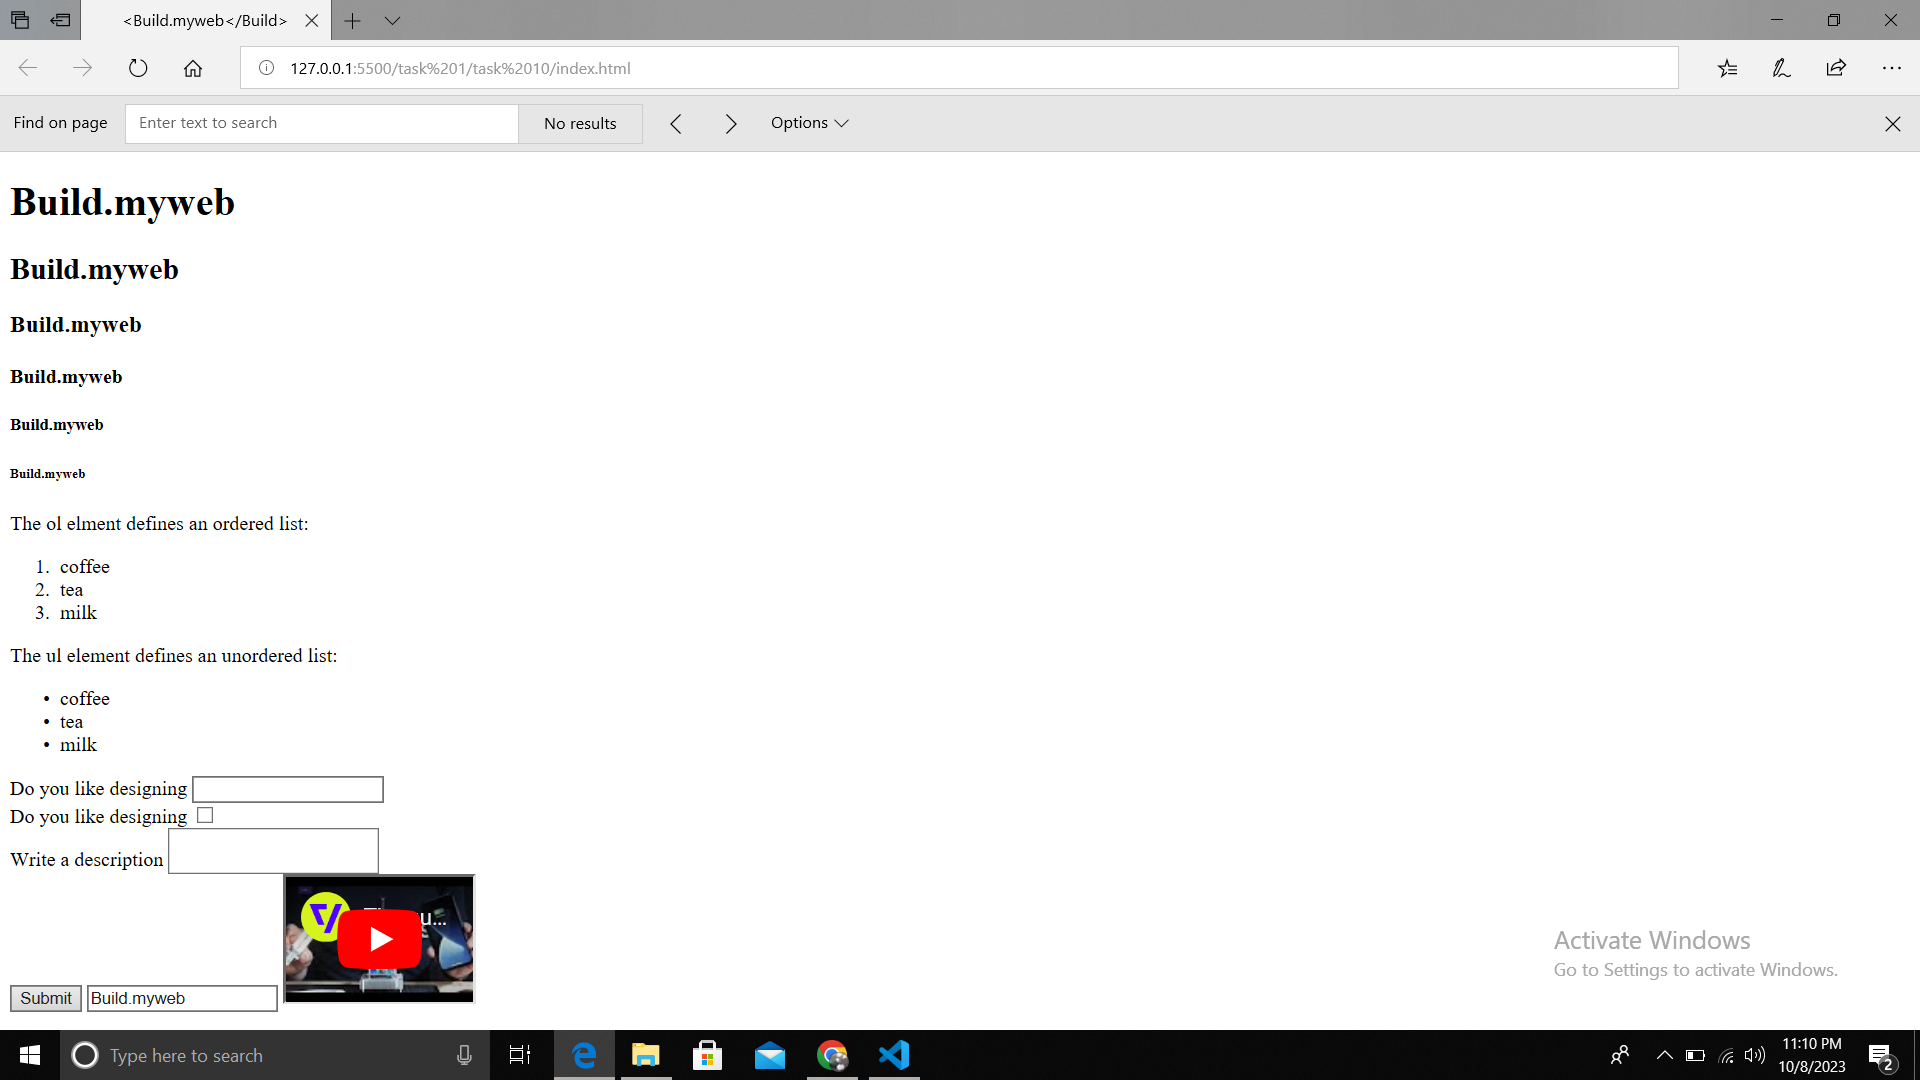 <Build.myweb</Build>
127.0.0.1:5500/task%201/task%2010/index.html
Find on page
Enter text to search
No results
Options
Build.myweb
Build.myweb
Build.myweb
Build.myweb
Build.myweb
Build.myweb
The ol elment defines an ordered list:
1. coffee
2. tea
3. milk
The ul element defines an unordered list:
• coffee
• tea
• milk
Do you like designing
Do you like designing
Write a description
Submit
Build.myweb
Activate Windows
Go to Settings to activate Windows.
Type here to search
11:10 PM
10/8/2023
2